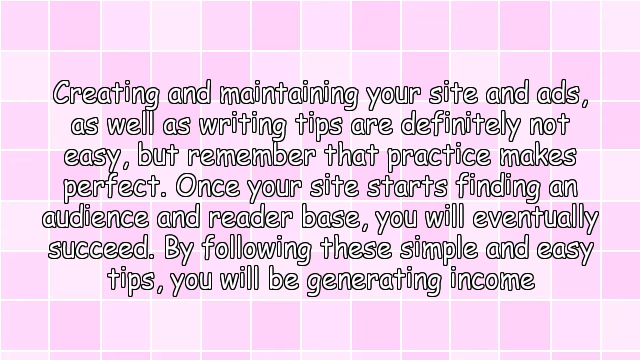 Creating and maintaining your site and ads,
as well as writing tips are definitely not
easy, but remember that practice makes
perfect. Once your site starts finding an
audience and reader base, you will eventually
succeed. By following these simple and easy
tips, you will be generating income